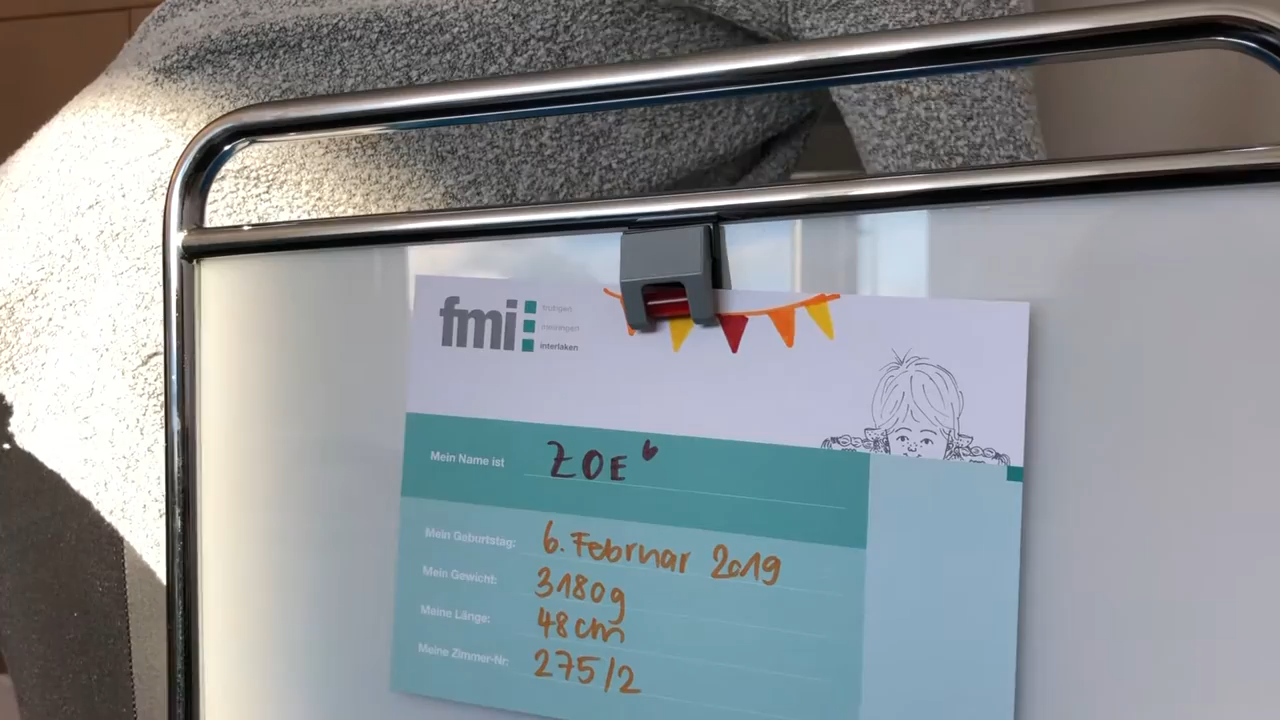 fmi
frutigen
meiringen
interlaken
Mein Name ist ZOE
Mein Geburtstag: 6. Februar 2019
Mein Gewicht: 3180g
Meine Länge: 48cm
Meine Zimmer-Nr: 275/2